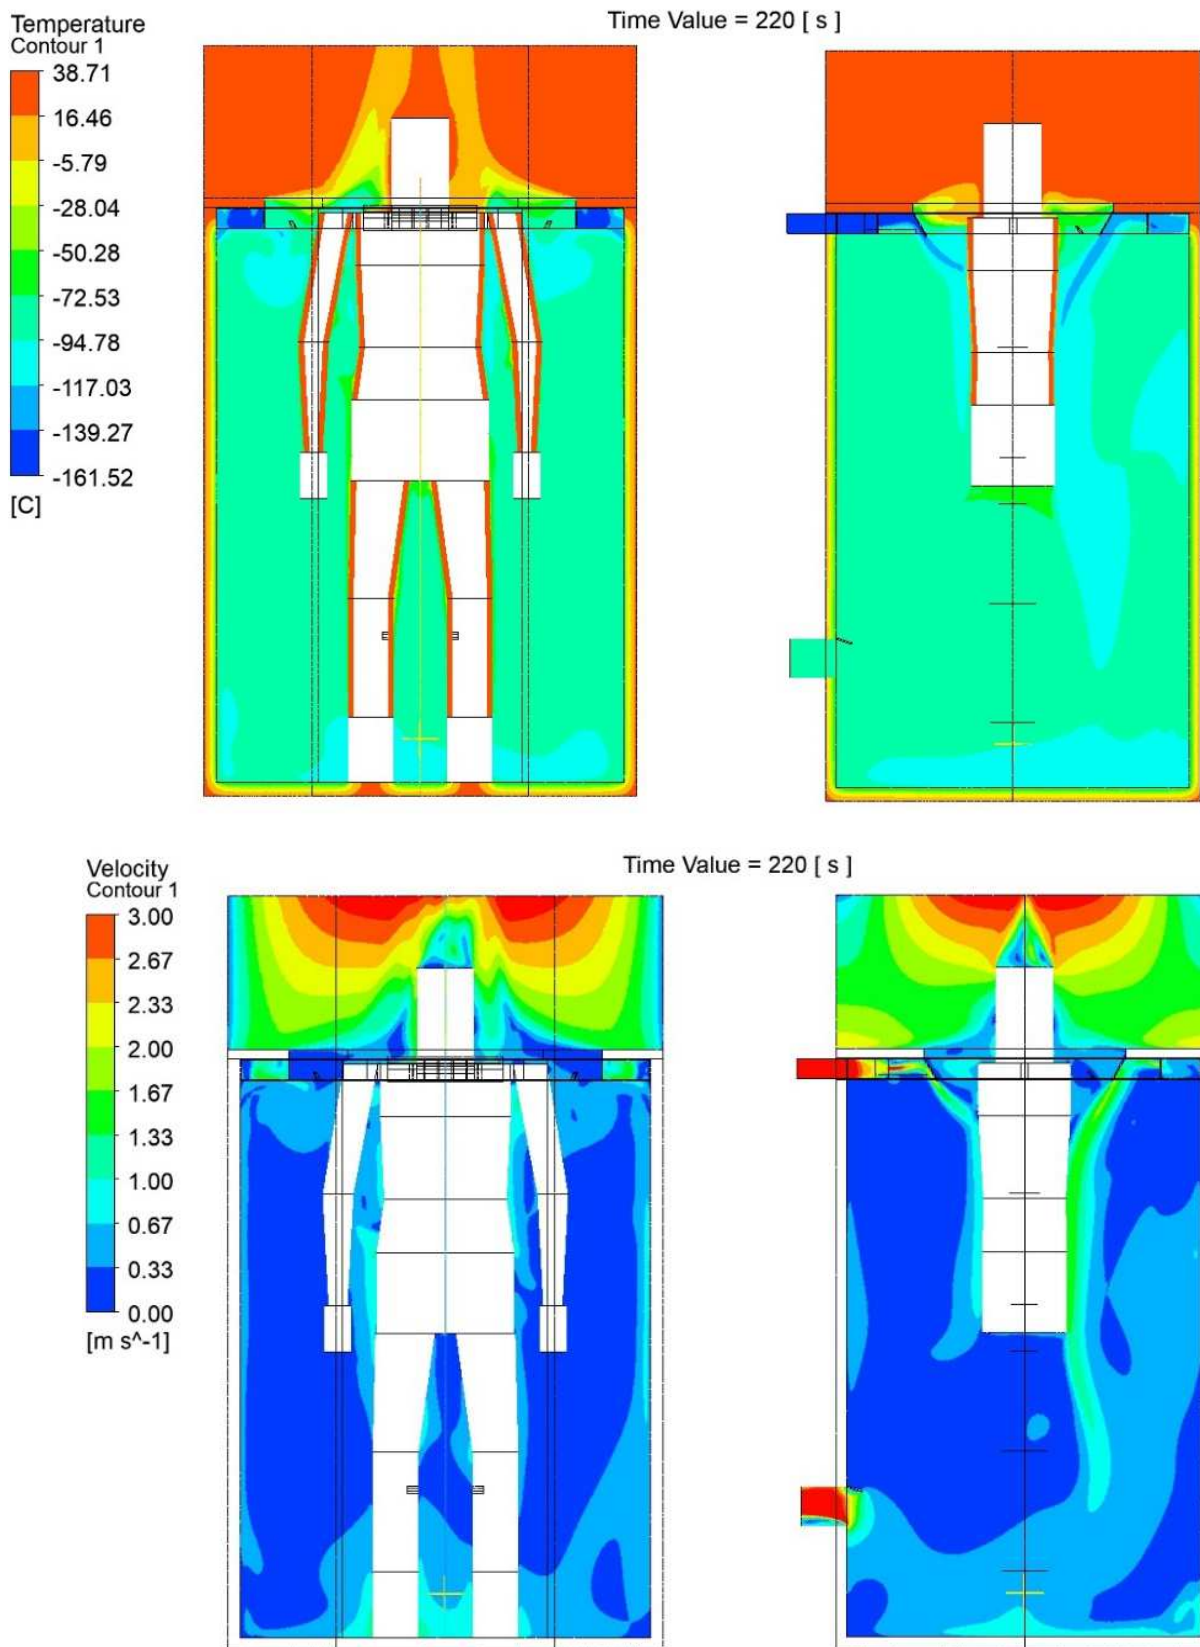 Temperature
Contour 1
Time Value = 220 [ s ]
38.71
16.46
-5.79
-28.04
-50.28
-72.53
-94.78
-117.03
-139.27
-161.52
[C]
Velocity
Contour 1
Time Value = 220 [ s ]
3.00
2.67
2.33
2.00
1.67
1.33
1.00
0.67
0.33
0.00
[m s^-1]